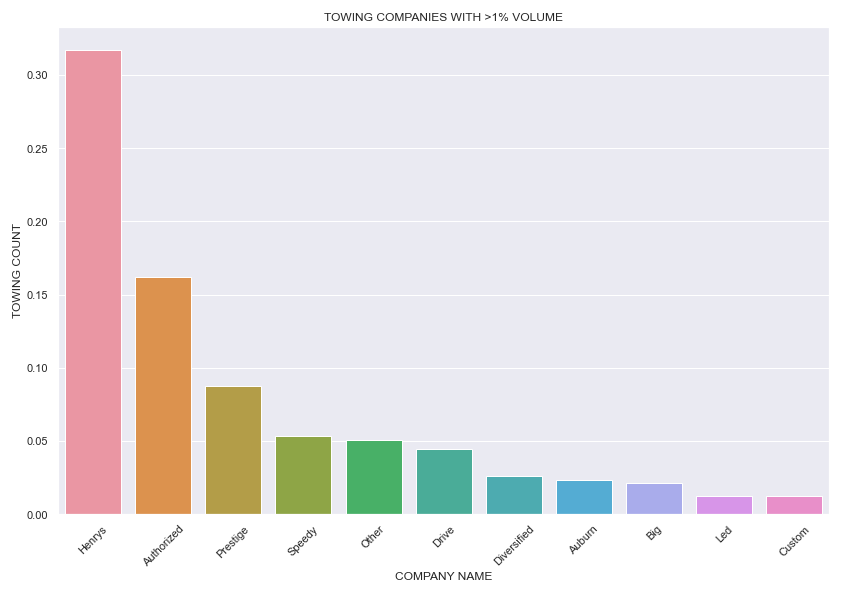 TOWING COMPANIES WITH >1% VOLUME
TOWING COUNT
0.30
0.25
0.20
0.15
0.10
0.05
0.00
Henrys
Authorized
Prestige
Speedy
Other
Drive
Diversified
Auburn
Big
Led
Custom
COMPANY NAME